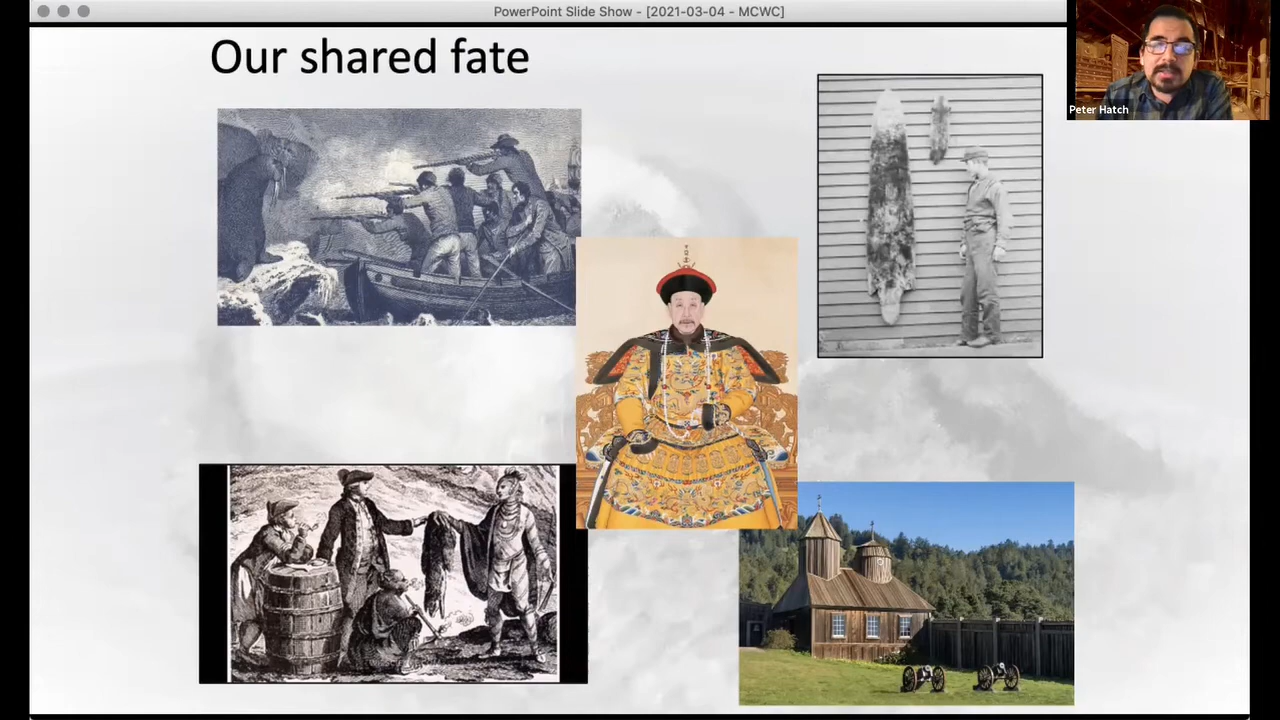 PowerPoint Slide Show - [2021-03-04 - MCWC]
Our shared fate
Peter Hatch